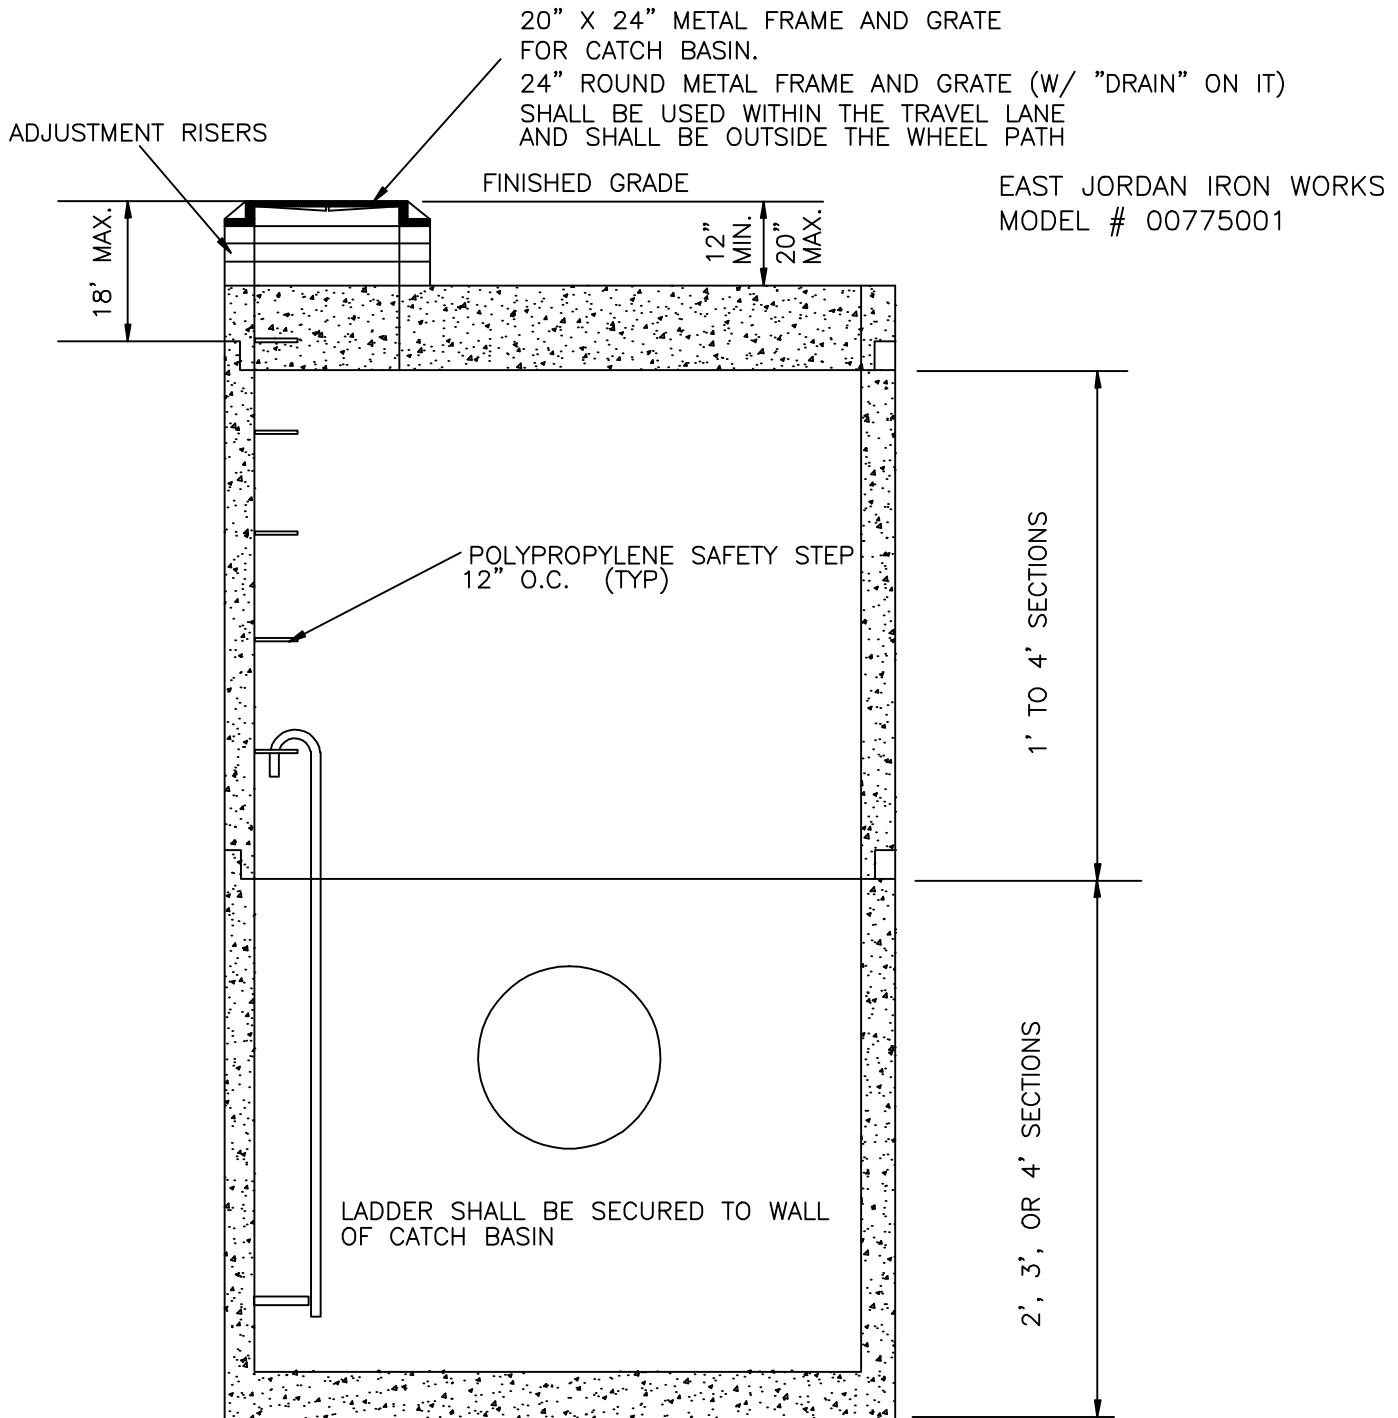 20” X 24” METAL FRAME AND GRATE
FOR CATCH BASIN.
24” ROUND METAL FRAME AND GRATE (W/ ”DRAIN” ON IT)
SHALL BE USED WITHIN THE TRAVEL LANE
AND SHALL BE OUTSIDE THE WHEEL PATH
ADJUSTMENT RISERS
FINISHED GRADE
EAST JORDAN IRON WORKS
MODEL # 00775001
18’ MAX.
12”
MIN.
20”
MAX.
POLYPROPYLENE SAFETY STEP
12” O.C. (TYP)
1’ TO 4’ SECTIONS
LADDER SHALL BE SECURED TO WALL
OF CATCH BASIN
2’, 3’, OR 4’ SECTIONS